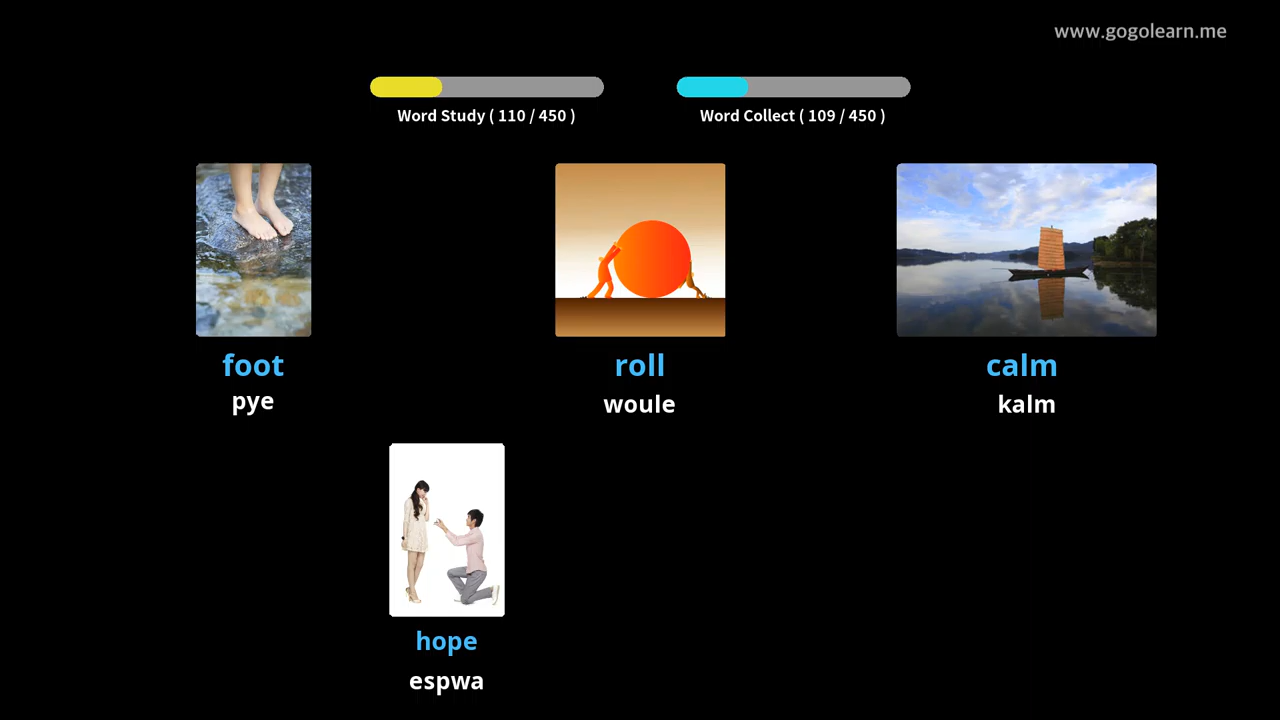 www.gogolearn.me
Word Study ( 110 / 450 )
Word Collect ( 109 / 450 )
foot
pye
roll
woule
calm
kalm
hope
espwa